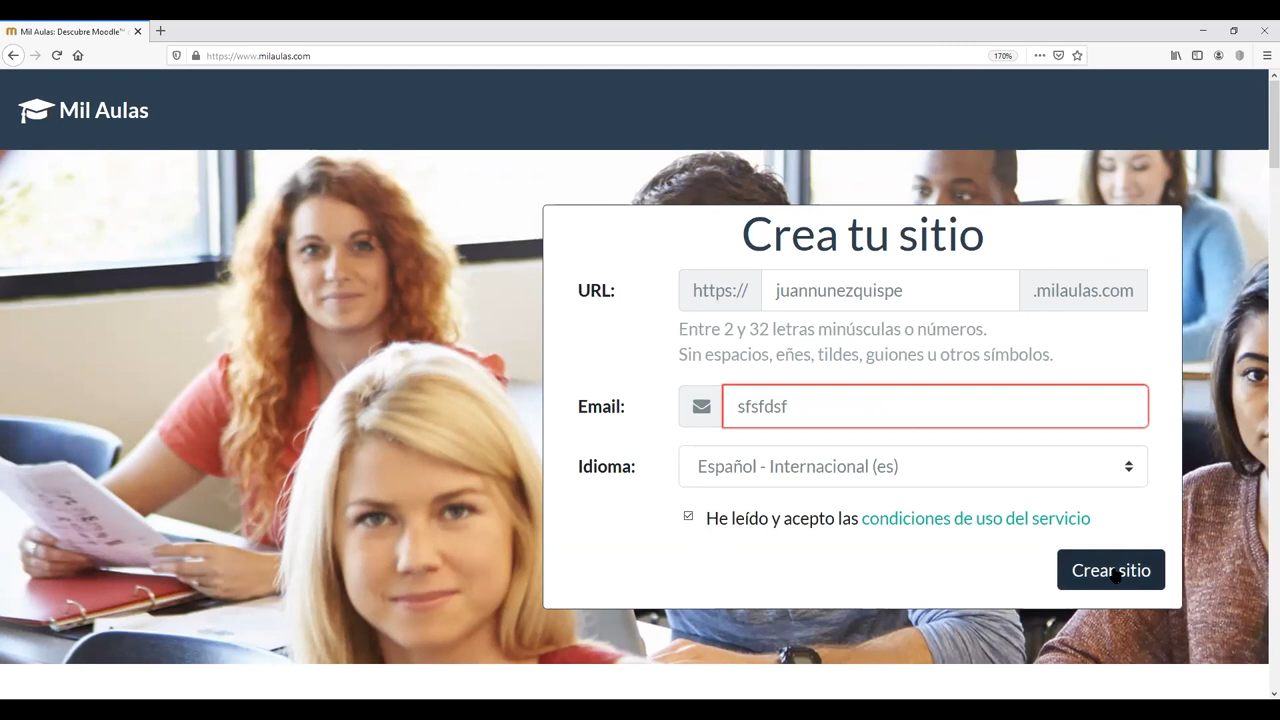 Mil Aulas: Descubre Moodle™
https://www.milaulas.com
170%
Mil Aulas
Crea tu sitio
URL:
https://
juannunezquispe
.milaulas.com
Entre 2 y 32 letras minúsculas o números.
Sin espacios, eñes, tildes, guiones u otros símbolos.
Email:
sfsfdsf
Idioma:
Español - Internacional (es)
He leído y acepto las condiciones de uso del servicio
Crear sitio